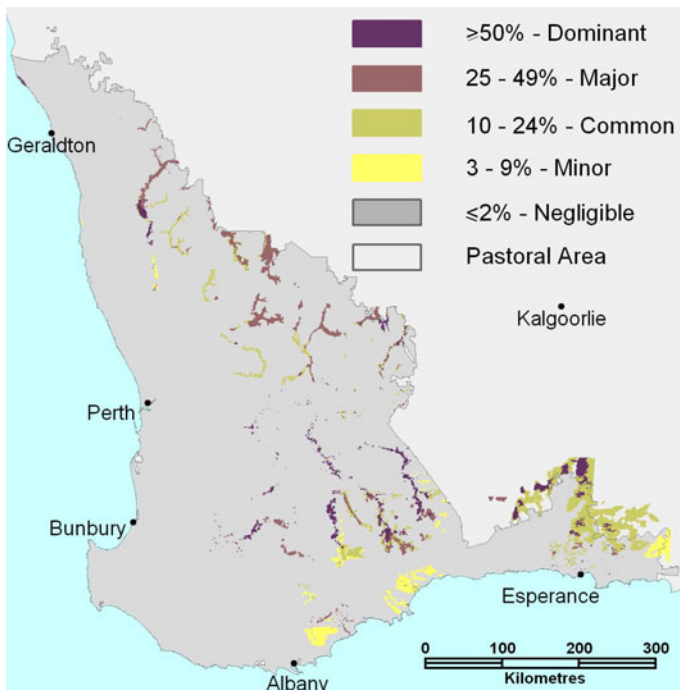 ≥50% - Dominant
25 - 49% - Major
10 - 24% - Common
3 - 9% - Minor
≤2% - Negligible
Pastoral Area
Geraldton
Kalgoorlie
Perth
Bunbury
Esperance
Albany
0 100 200 300
Kilometres